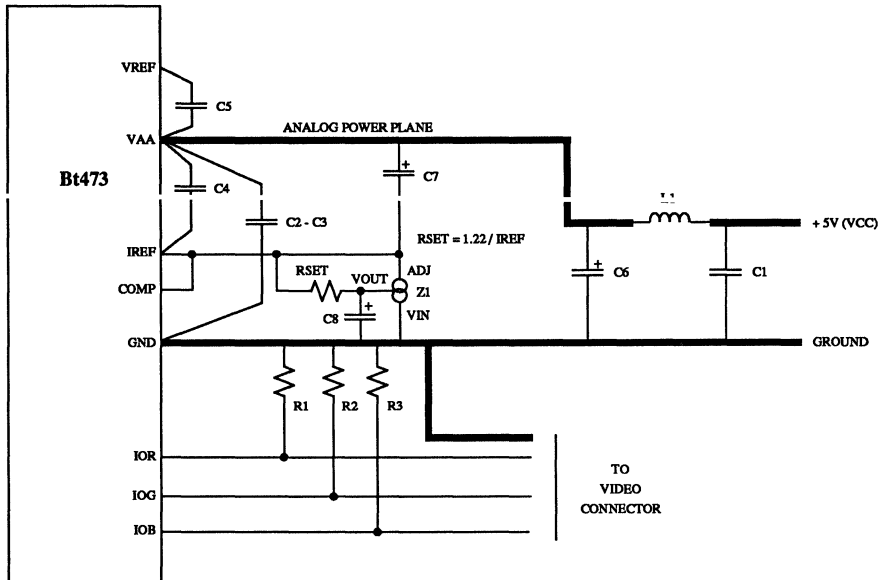 VREF
C5
VAA
ANALOG POWER PLANE
Bt473
C4
+
C7
C2 - C3
L1
+ 5V (VCC)
IREF
RSET = 1.22 / IREF
RSET
VOUT
ADJ
Z1
+
C6
C1
COMP
C8
+
VIN
GND
GROUND
R1
R2
R3
IOR
IOG
IOB
TO
VIDEO
CONNECTOR